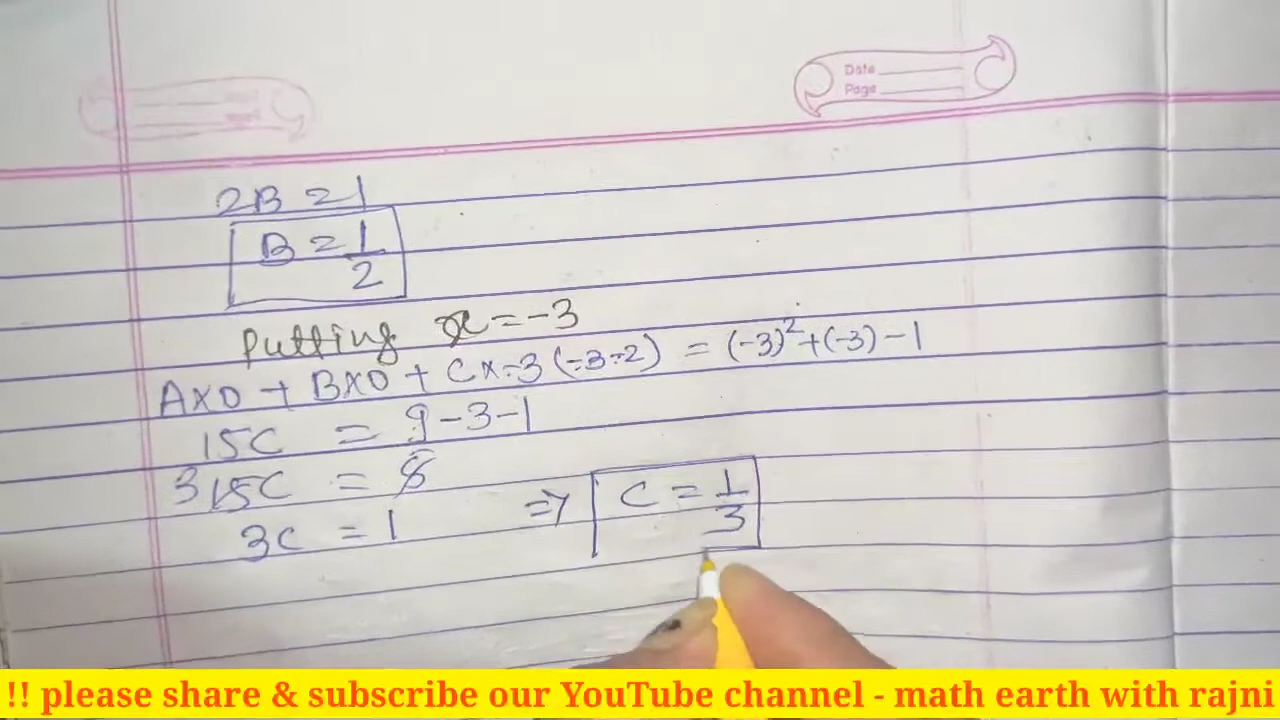 Date
Page
2B = 1
B = 1/2
Putting x = -3
A×0 + B×0 + C×-3(-3-2) = (-3)²+(-3)-1
15C = 9-3-1
3 15C = 5
3C = 1 => C = 1/3
!! please share & subscribe our YouTube channel - math earth with rajni